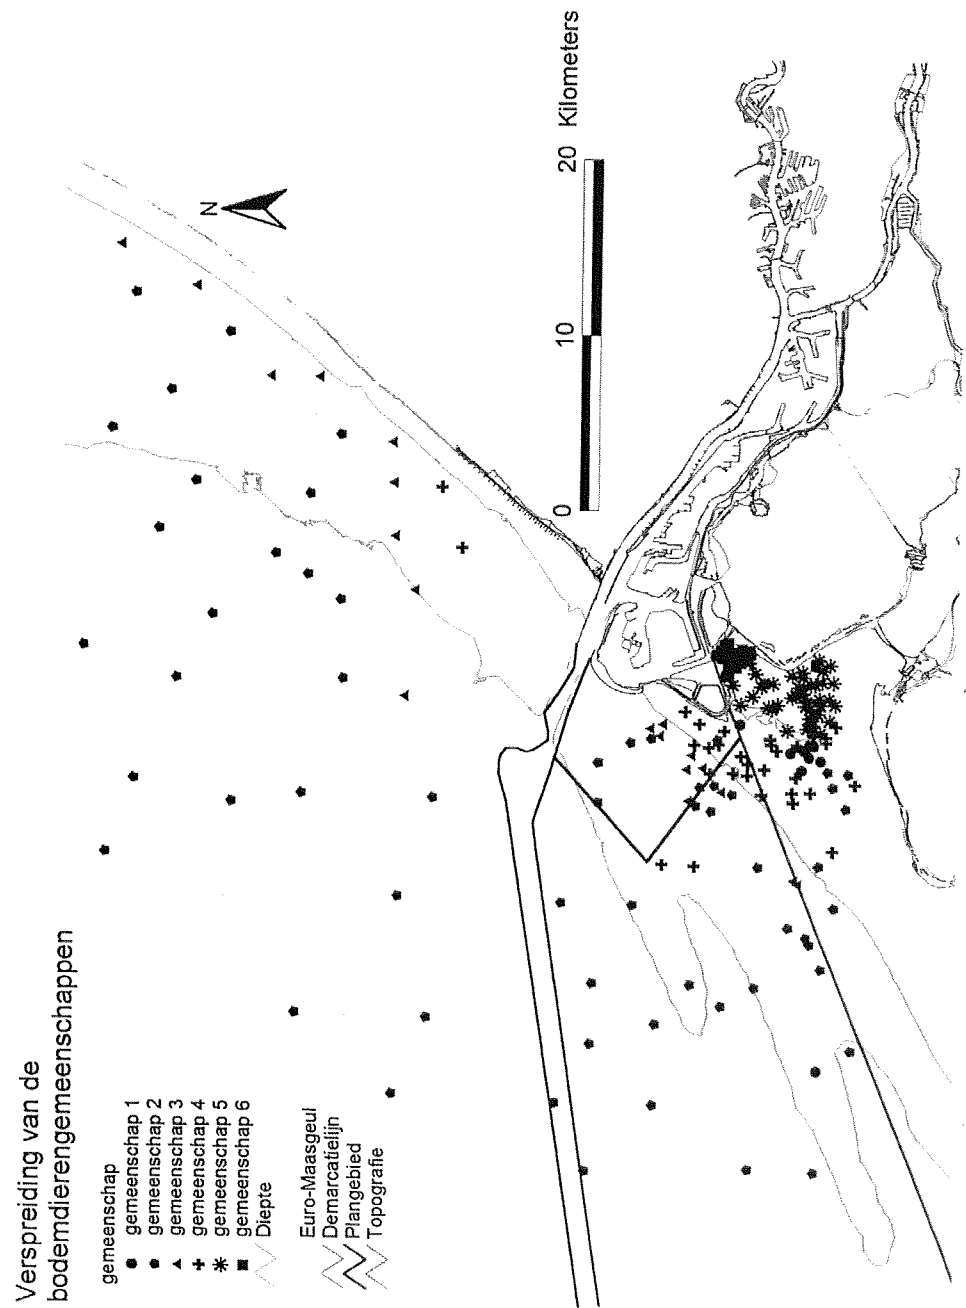 Verspreiding van de
bodemdierengemeenschappen
gemeenschap
gemeenschap 1
gemeenschap 2
gemeenschap 3
gemeenschap 4
gemeenschap 5
gemeenschap 6
Diepte
Euro-Maasgeul
Demarcatielijn
Plangebied
Topografie
N
0 10 20 Kilometers